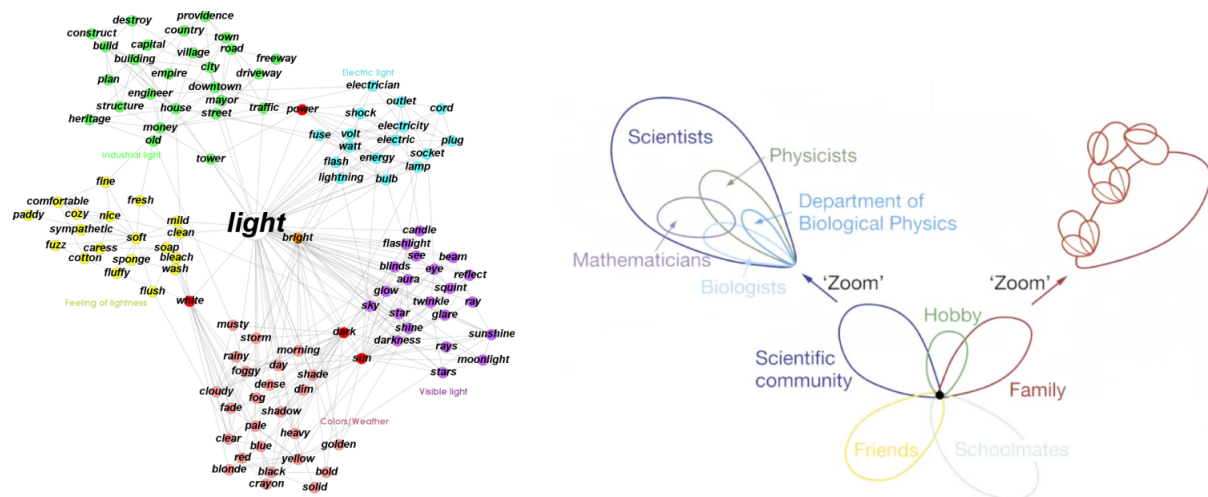 providence
destroy
country
construct
town
build
capital
village
road
building
freeway
city
empire
driveway
plan
downtown
engineer
mayor
structure
house
street
traffic
power
heritage
money
old
Industrial light
tower
Electric light
electrician
outlet
cord
shock
electricity
fuse
volt
electric
plug
watt
socket
flash
energy
lamp
lightning
bulb
fine
comfortable
fresh
paddy
cozy
nice
mild
sympathetic
clean
soft
fuzz
caress
soap
cotton
sponge
bleach
fluffy
wash
Feeling of lightness
flush
white
light
bright
candle
flashlight
see
beam
blinds
eye
reflect
aura
glow
squint
sky
twinkle
ray
star
glare
shine
sunshine
darkness
rays
moonlight
stars
Visible light
dark
sun
musty
storm
morning
rainy
day
foggy
shade
cloudy
dense
dim
fog
fade
shadow
Colors/Weather
pale
clear
heavy
blue
golden
red
yellow
blonde
black
bold
crayon
solid
Scientists
Physicists
Department of
Biological Physics
Mathematicians
Biologists
'Zoom'
'Zoom'
Hobby
Scientific
community
Family
Friends
Schoolmates